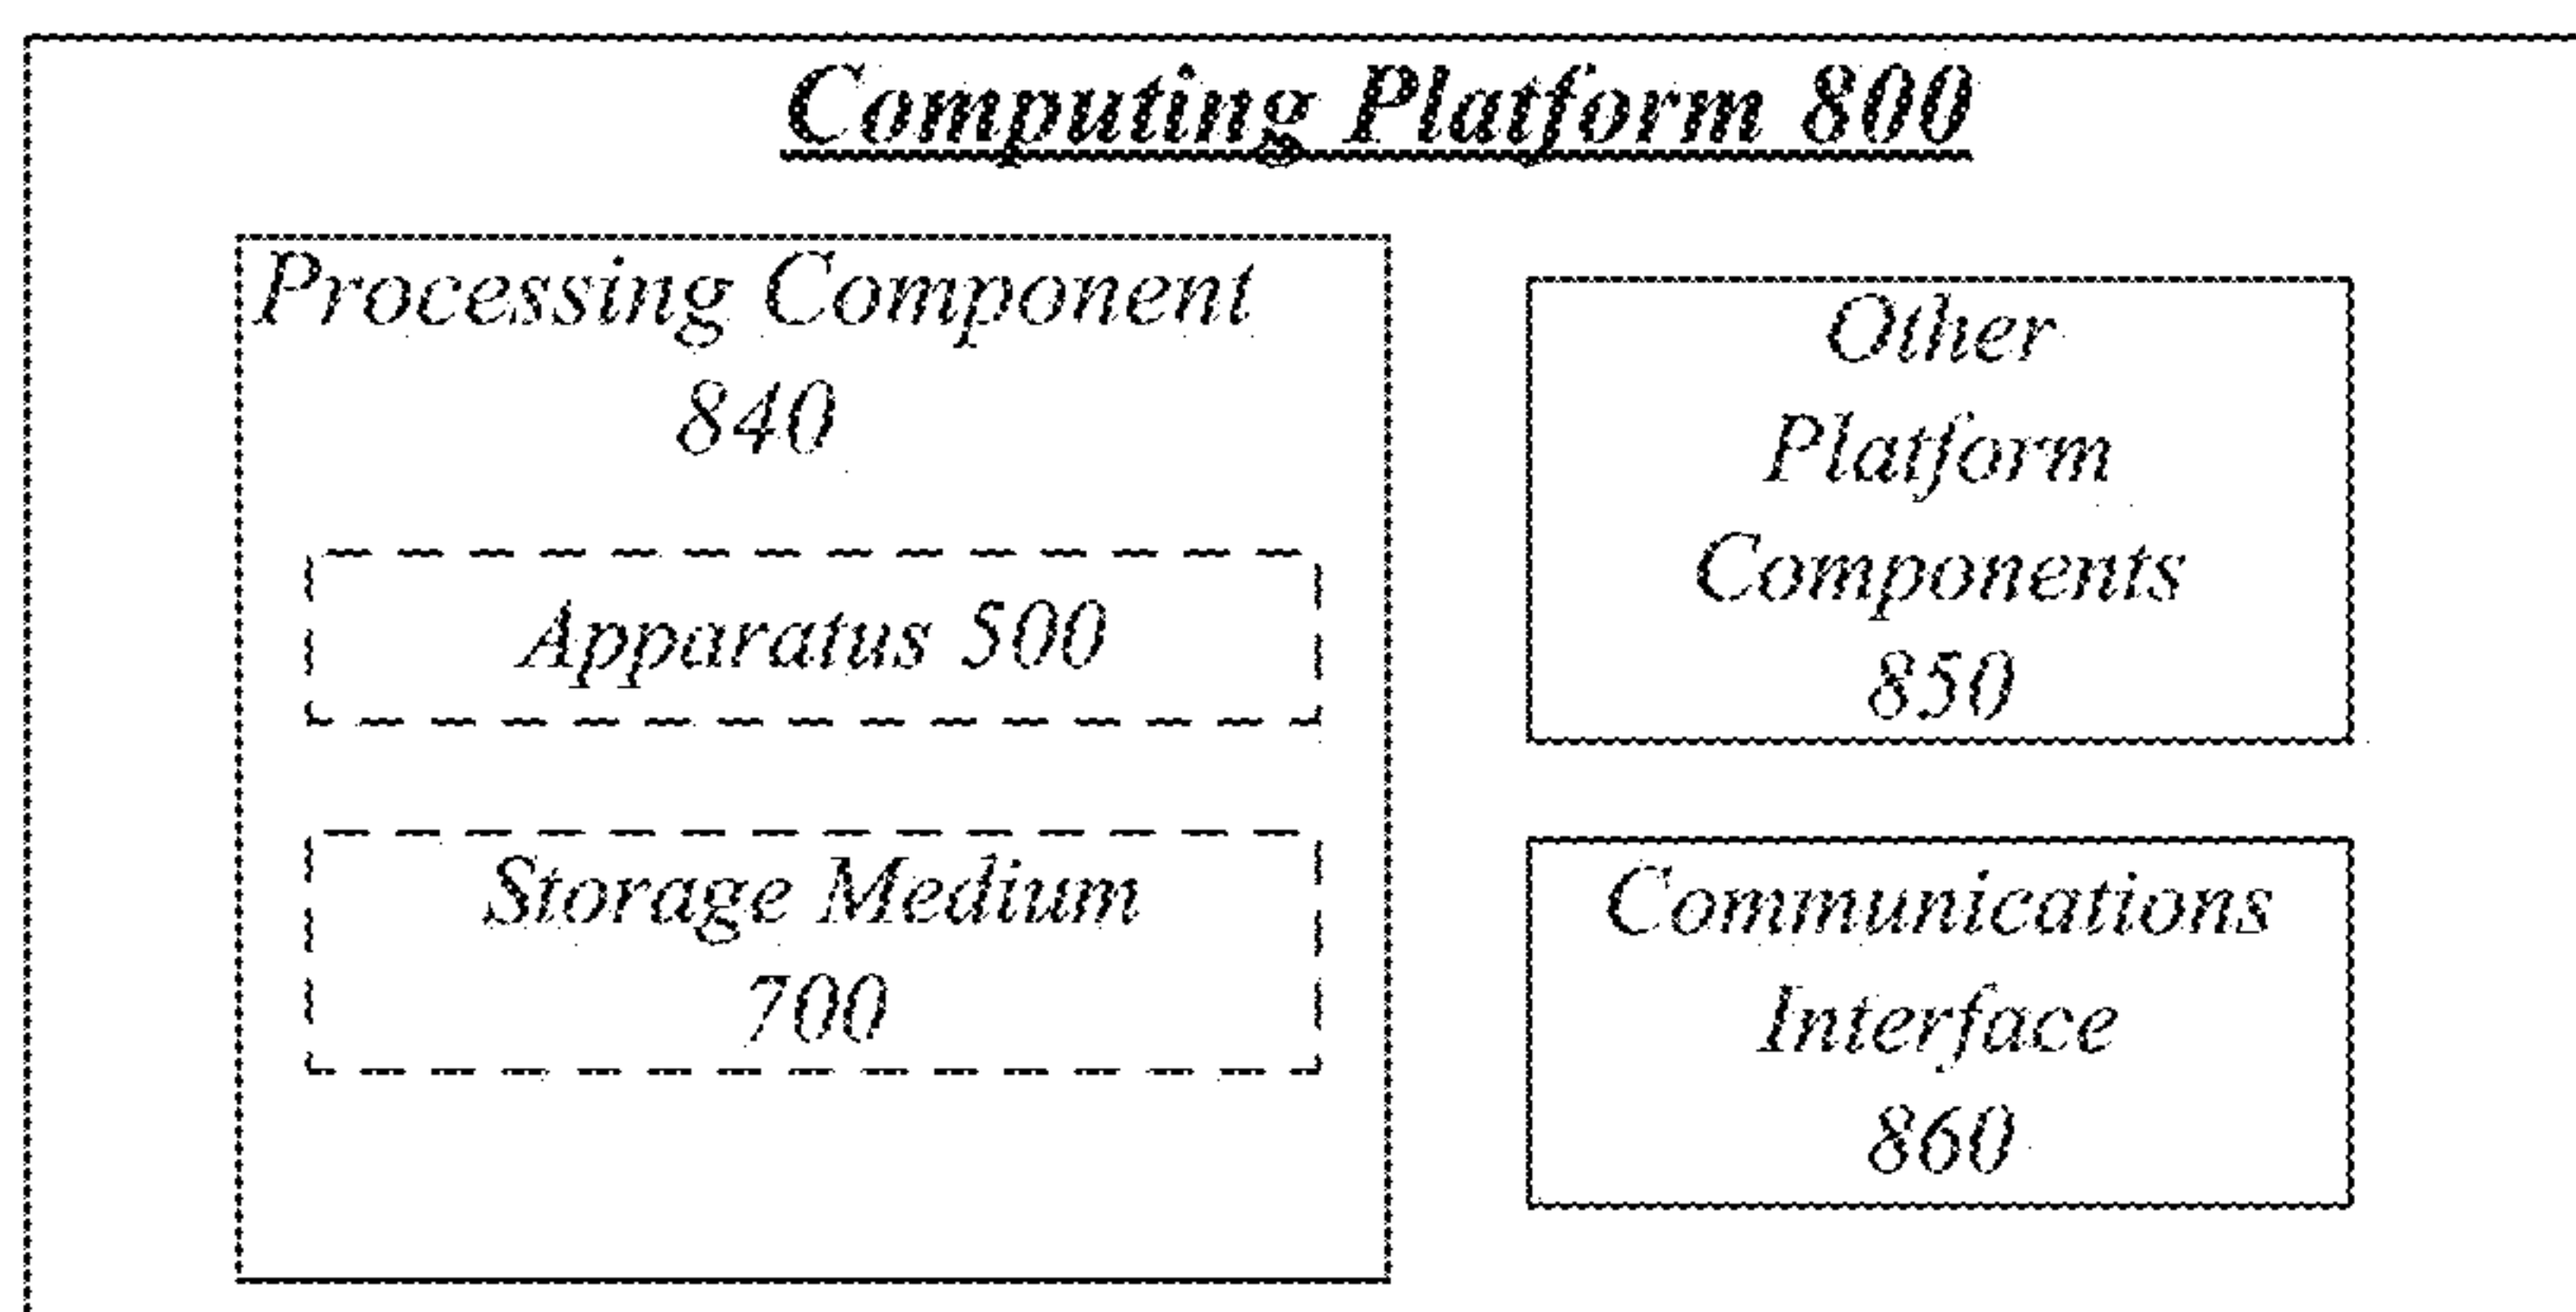 Computing Platform 800
Processing Component
840
Apparatus 500
Storage Medium
700
Other
Platform
Components
850
Communications
Interface
860